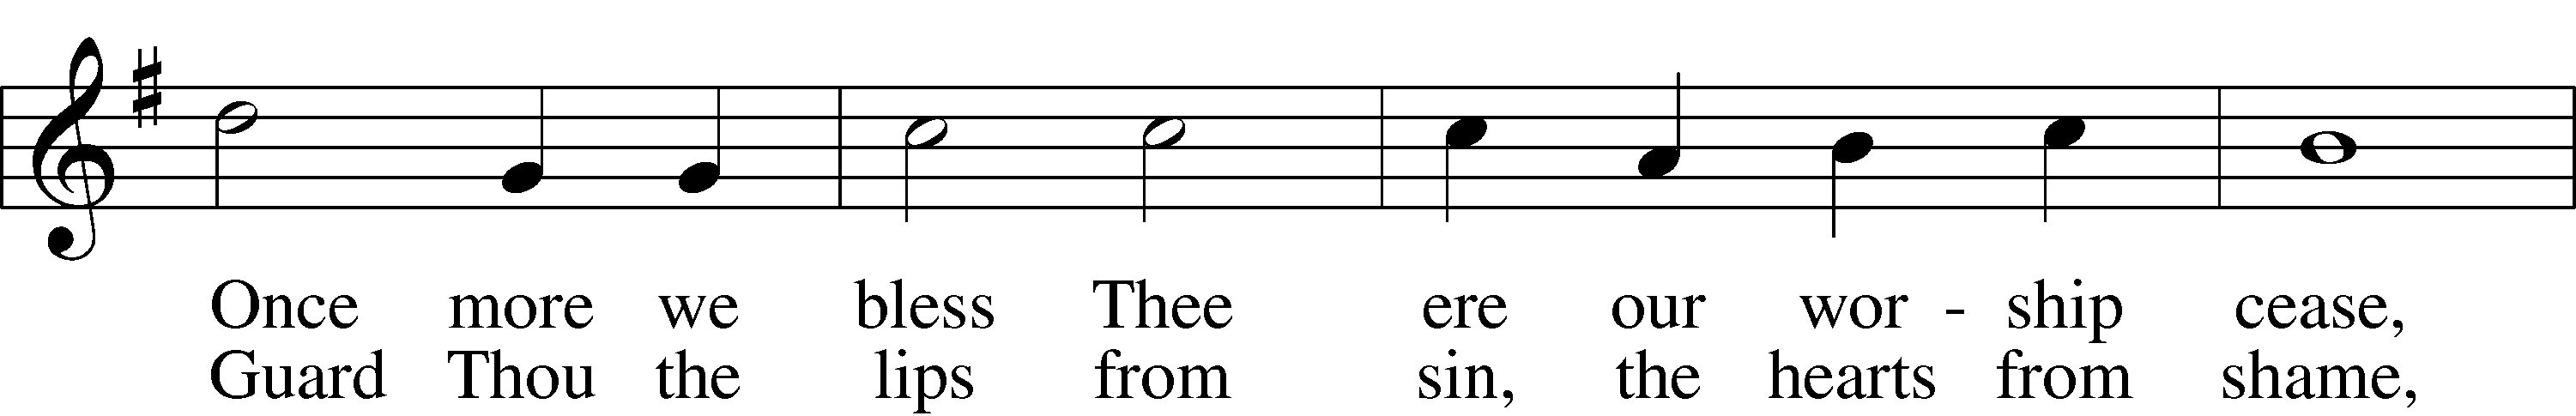 Once more we bless Thee ere our wor - ship cease,
Guard Thou the lips from sin, the hearts from shame,